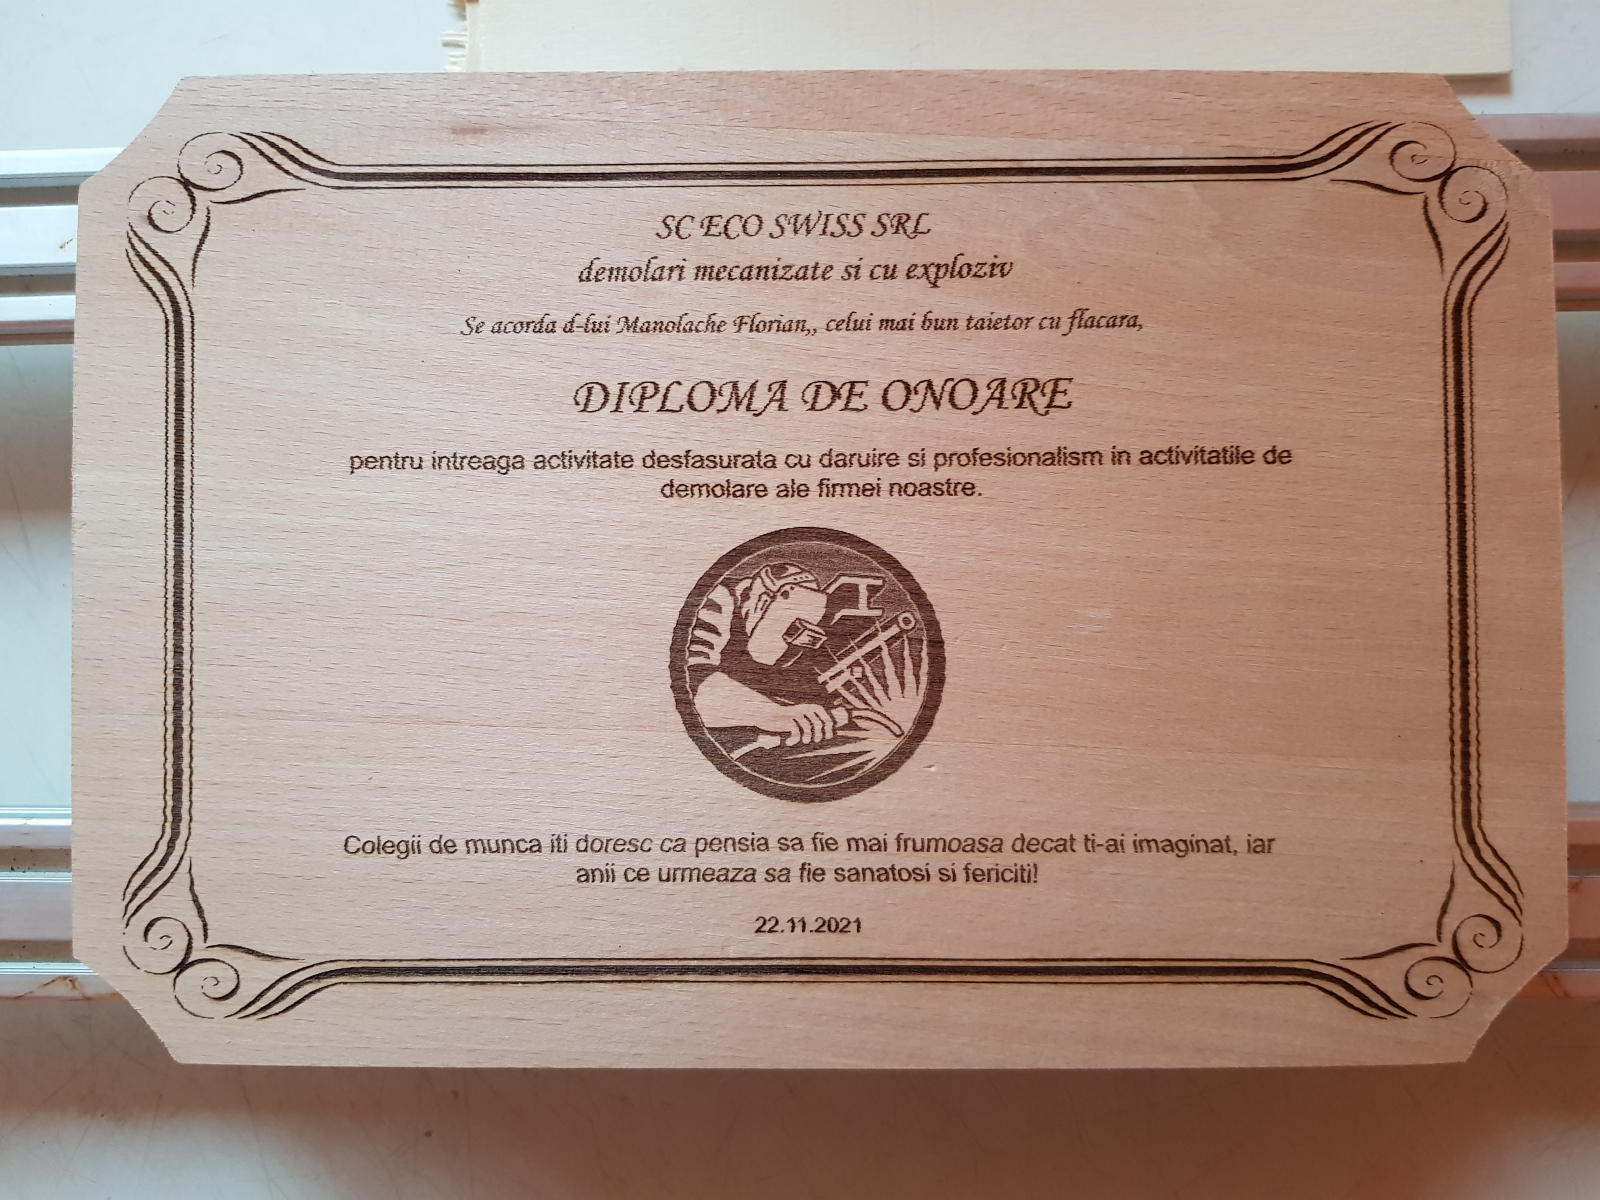 SC ECO SWISS SRL
demolari mecanizate si cu exploziv
Se acorda d-lui Manolache Florian,, celui mai bun taietor cu flacara,
DIPLOMA DE ONOARE
pentru intreaga activitate desfasurata cu daruire si profesionalism in activitatile de
demolare ale firmei noastre.
Colegii de munca iti doresc ca pensia sa fie mai frumoasa decat ti-ai imaginat, iar
anii ce urmeaza sa fie sanatosi si fericiti!
22.11.2021